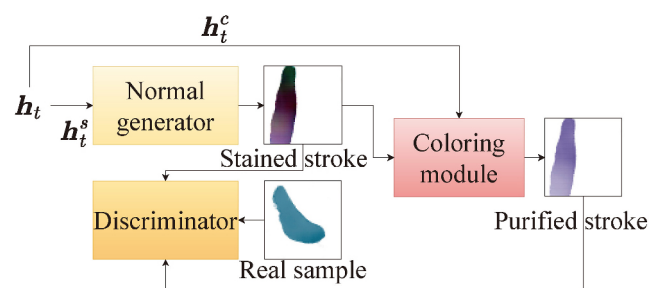 h_t^c
h_t
h_t^s
Normal
generator
Stained stroke
Coloring
module
Discriminator
Real sample
Purified stroke